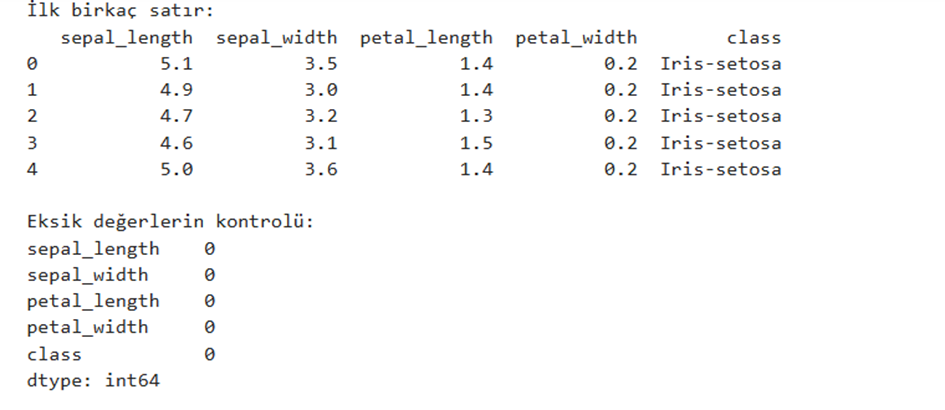 İlk birkaç satır:
   sepal_length  sepal_width  petal_length  petal_width        class
0           5.1          3.5           1.4          0.2  Iris-setosa
1           4.9          3.0           1.4          0.2  Iris-setosa
2           4.7          3.2           1.3          0.2  Iris-setosa
3           4.6          3.1           1.5          0.2  Iris-setosa
4           5.0          3.6           1.4          0.2  Iris-setosa

Eksik değerlerin kontrolü:
sepal_length    0
sepal_width     0
petal_length    0
petal_width     0
class           0
dtype: int64